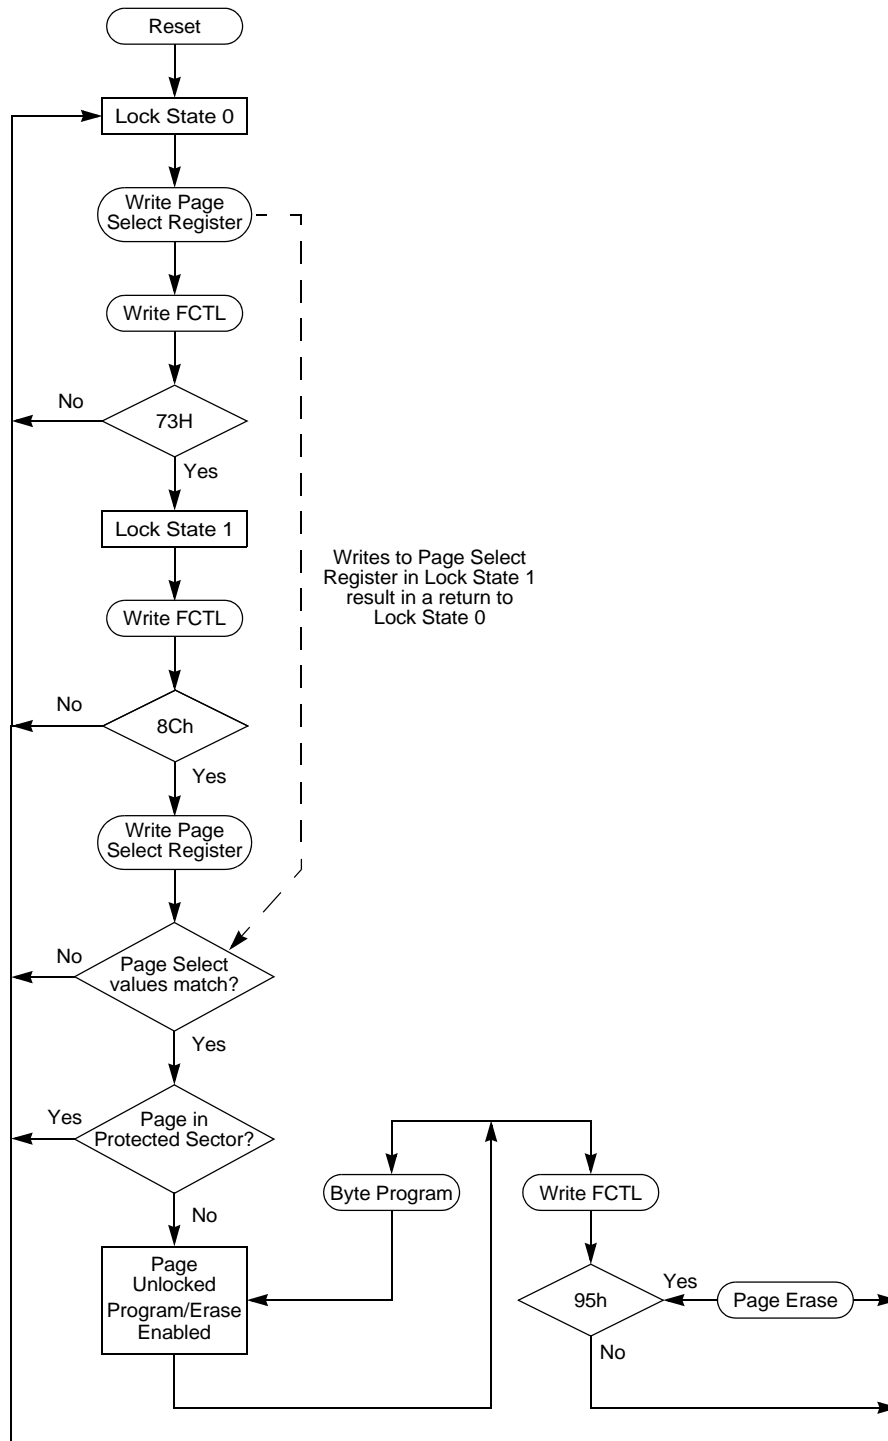 Reset
Lock State 0
Write Page
Select Register
Write FCTL
No
73H
Yes
Lock State 1
Writes to Page Select
Register in Lock State 1
result in a return to
Lock State 0
Write FCTL
No
8Ch
Yes
Write Page
Select Register
No
Page Select
values match?
Yes
Yes
Page in
Protected Sector?
No
Byte Program
Write FCTL
Page
Unlocked
Program/Erase
Enabled
95h
Yes
Page Erase
No